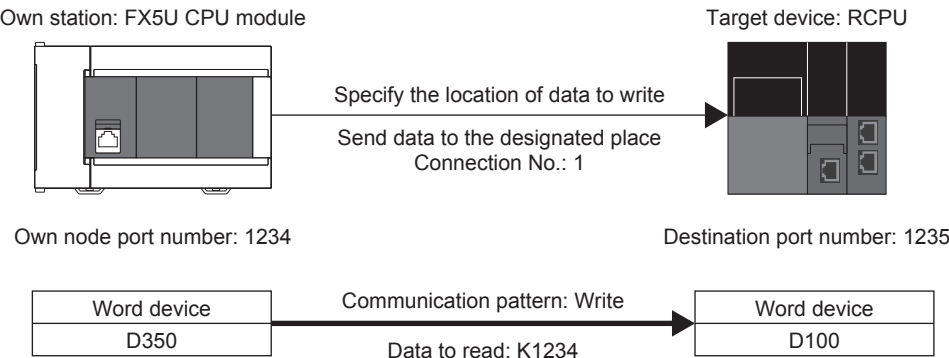 Own station: FX5U CPU module
Target device: RCPU
Specify the location of data to write
Send data to the designated place
Connection No.: 1
Own node port number: 1234
Destination port number: 1235
Word device
D350
Communication pattern: Write
Data to read: K1234
Word device
D100